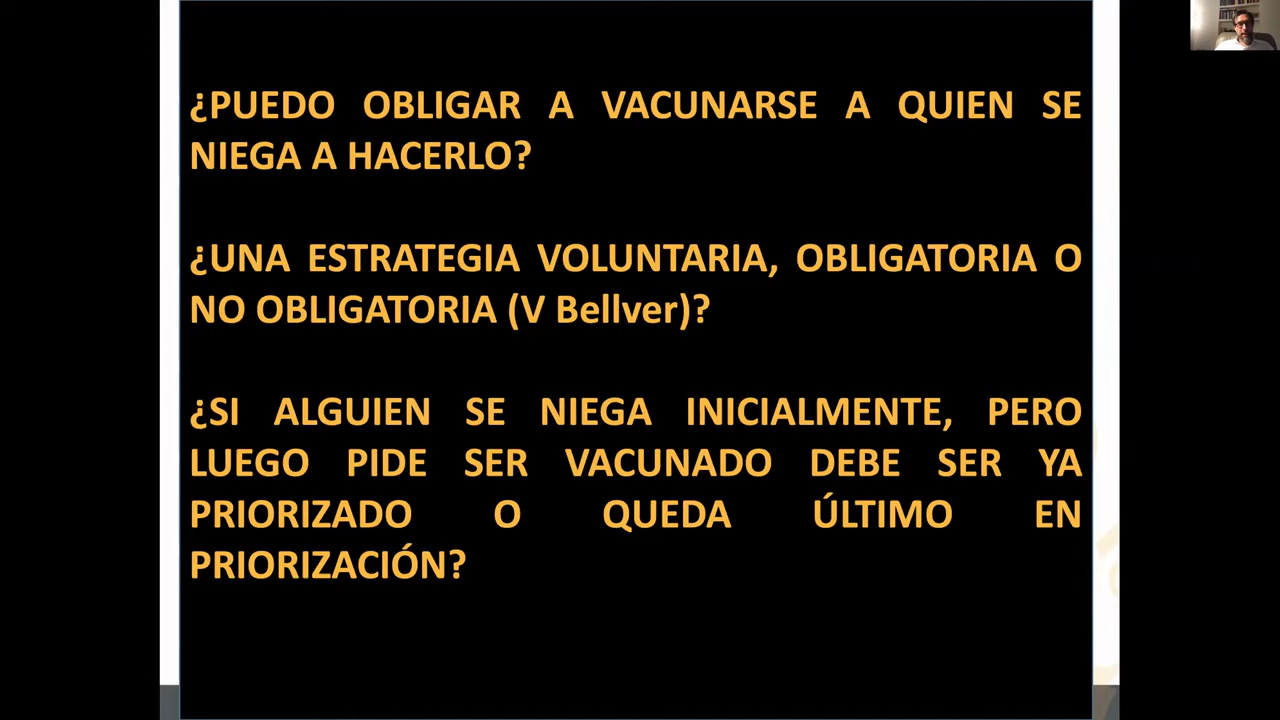 ¿PUEDO OBLIGAR A VACUNARSE A QUIEN SE
NIEGA A HACERLO?
¿UNA ESTRATEGIA VOLUNTARIA, OBLIGATORIA O
NO OBLIGATORIA (V Bellver)?
¿SI ALGUIEN SE NIEGA INICIALMENTE, PERO
LUEGO PIDE SER VACUNADO DEBE SER YA
PRIORIZADO O QUEDA ÚLTIMO EN
PRIORIZACIÓN?